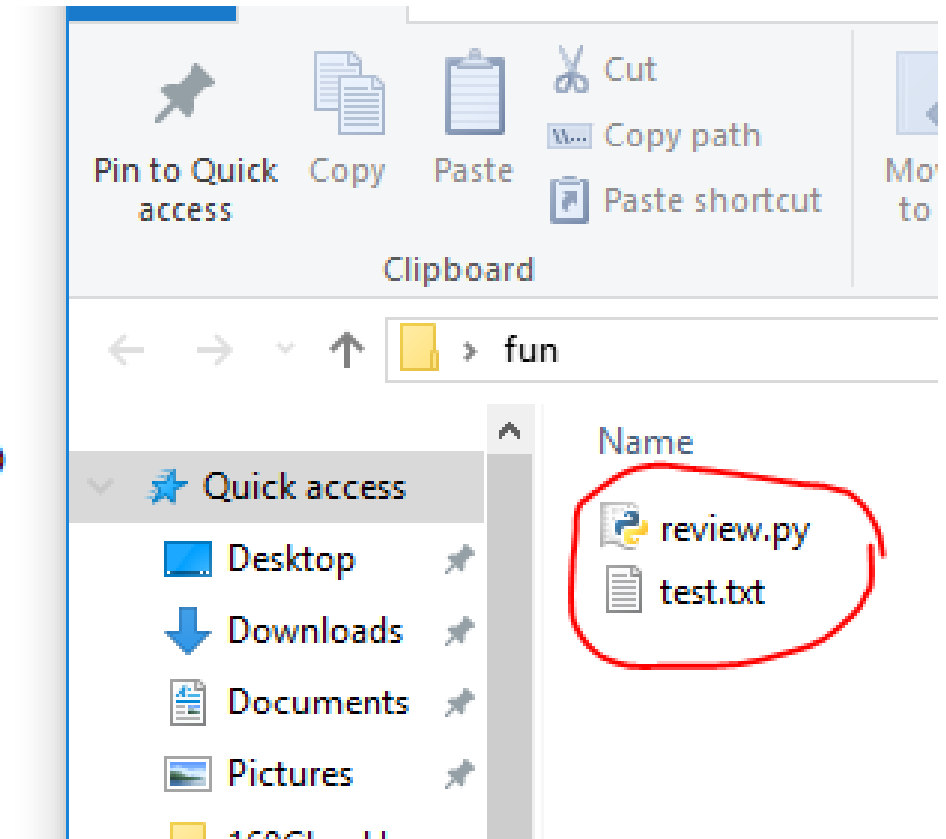 Pin to Quick access
Copy
Paste
Cut
Copy path
Paste shortcut
Clipboard
fun
Name
Quick access
review.py
Desktop
test.txt
Downloads
Documents
Pictures